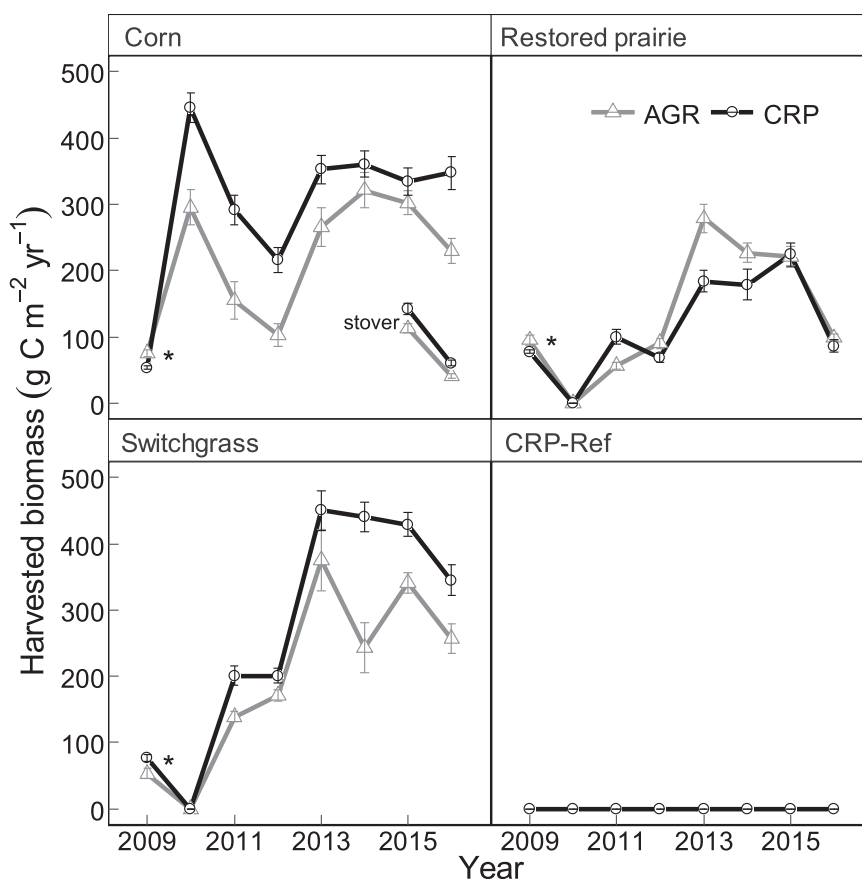 Corn
Restored prairie
AGR CRP
500
400
300
200
100
0
*
stover
*
Harvested biomass (g C m⁻² yr⁻¹)
Switchgrass
CRP-Ref
500
400
300
200
100
0
*
2009 2011 2013 2015
2009 2011 2013 2015
Year